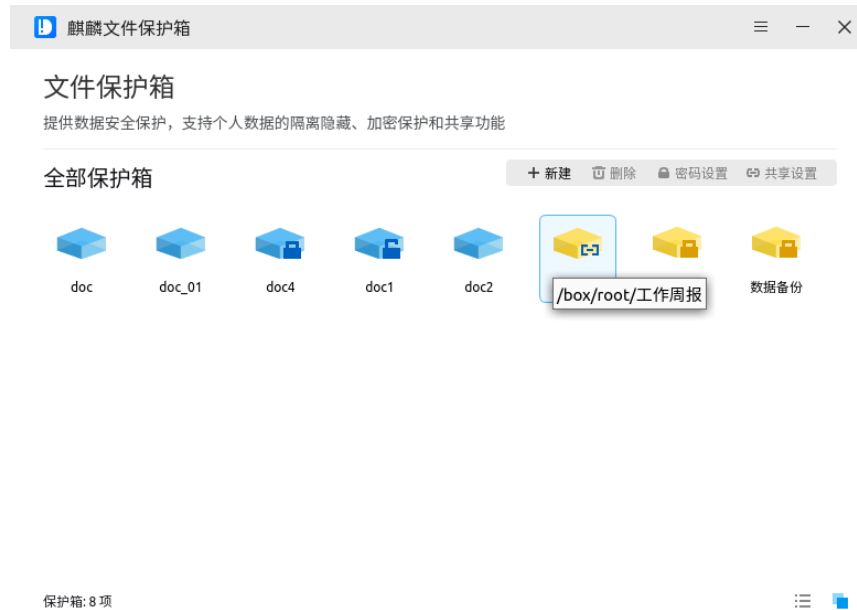 麒麟文件保护箱
文件保护箱
提供数据安全保护，支持个人数据的隔离隐藏、加密保护和共享功能
全部保护箱
新建 删除 密码设置 共享设置
doc doc_01 doc4 doc1 doc2 数据备份
/box/root/工作周报
保护箱: 8 项